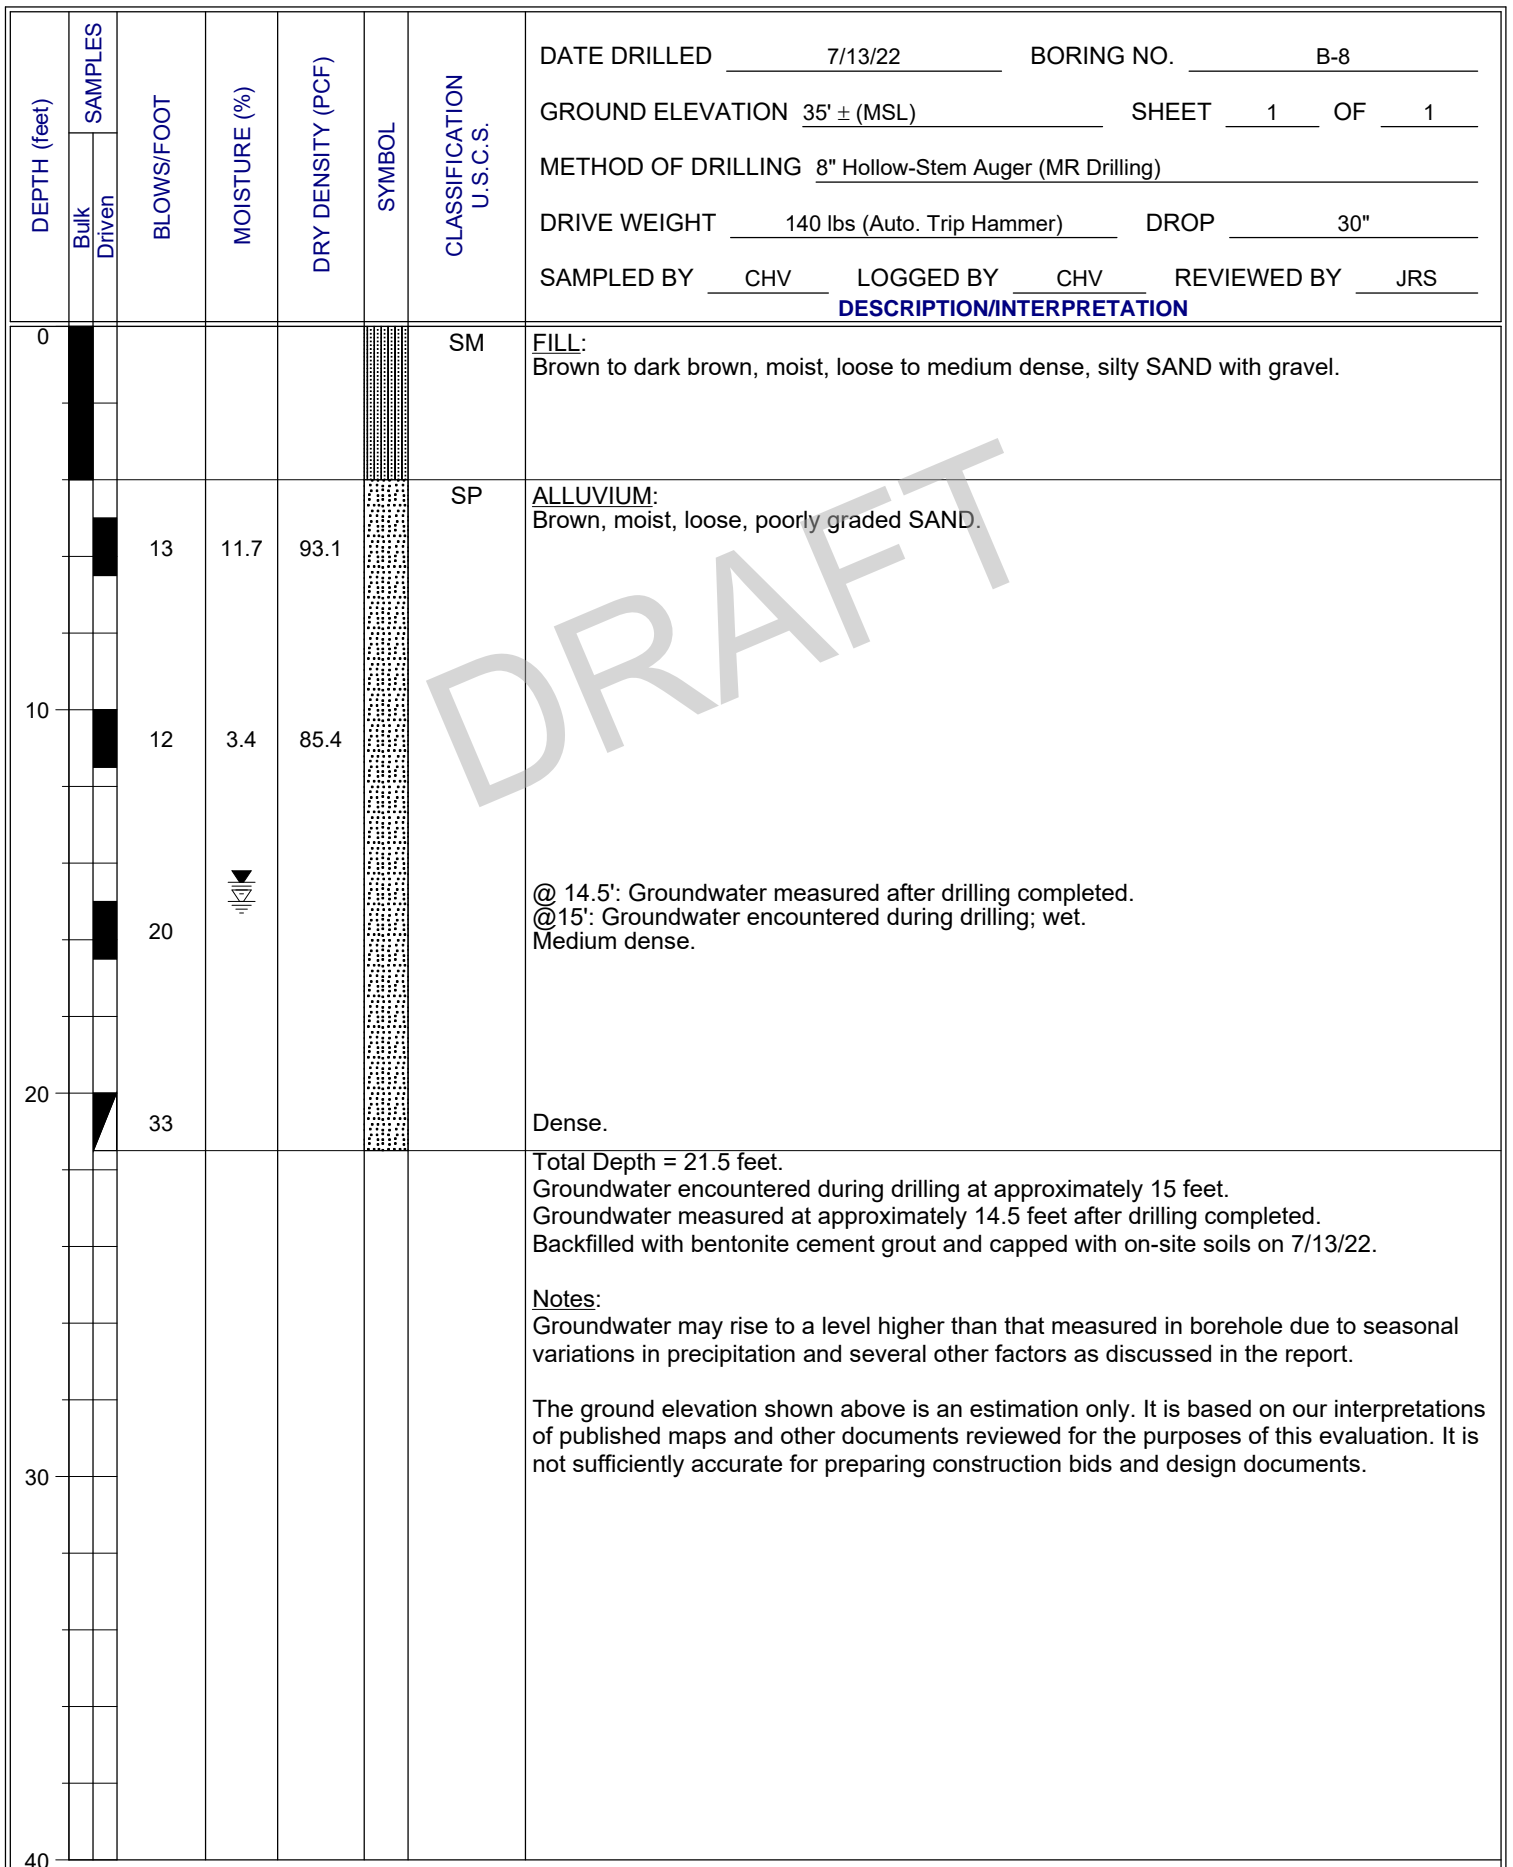 DEPTH (feet)
SAMPLES
Bulk
Driven
BLOWS/FOOT
MOISTURE (%)
DRY DENSITY (PCF)
SYMBOL
CLASSIFICATION
U.S.C.S.
DATE DRILLED 7/13/22 BORING NO. B-8
GROUND ELEVATION 35' ± (MSL) SHEET 1 OF 1
METHOD OF DRILLING 8" Hollow-Stem Auger (MR Drilling)
DRIVE WEIGHT 140 lbs (Auto. Trip Hammer) DROP 30"
SAMPLED BY CHV LOGGED BY CHV REVIEWED BY JRS
DESCRIPTION/INTERPRETATION
0 SM FILL:
Brown to dark brown, moist, loose to medium dense, silty SAND with gravel.
SP ALLUVIUM:
Brown, moist, loose, poorly graded SAND.
13 11.7 93.1
DRAFT
10
12 3.4 85.4
@ 14.5': Groundwater measured after drilling completed.
@15': Groundwater encountered during drilling; wet.
20 Medium dense.
20
33 Dense.
Total Depth = 21.5 feet.
Groundwater encountered during drilling at approximately 15 feet.
Groundwater measured at approximately 14.5 feet after drilling completed.
Backfilled with bentonite cement grout and capped with on-site soils on 7/13/22.
Notes:
Groundwater may rise to a level higher than that measured in borehole due to seasonal
variations in precipitation and several other factors as discussed in the report.
The ground elevation shown above is an estimation only. It is based on our interpretations
of published maps and other documents reviewed for the purposes of this evaluation. It is
not sufficiently accurate for preparing construction bids and design documents.
30
40